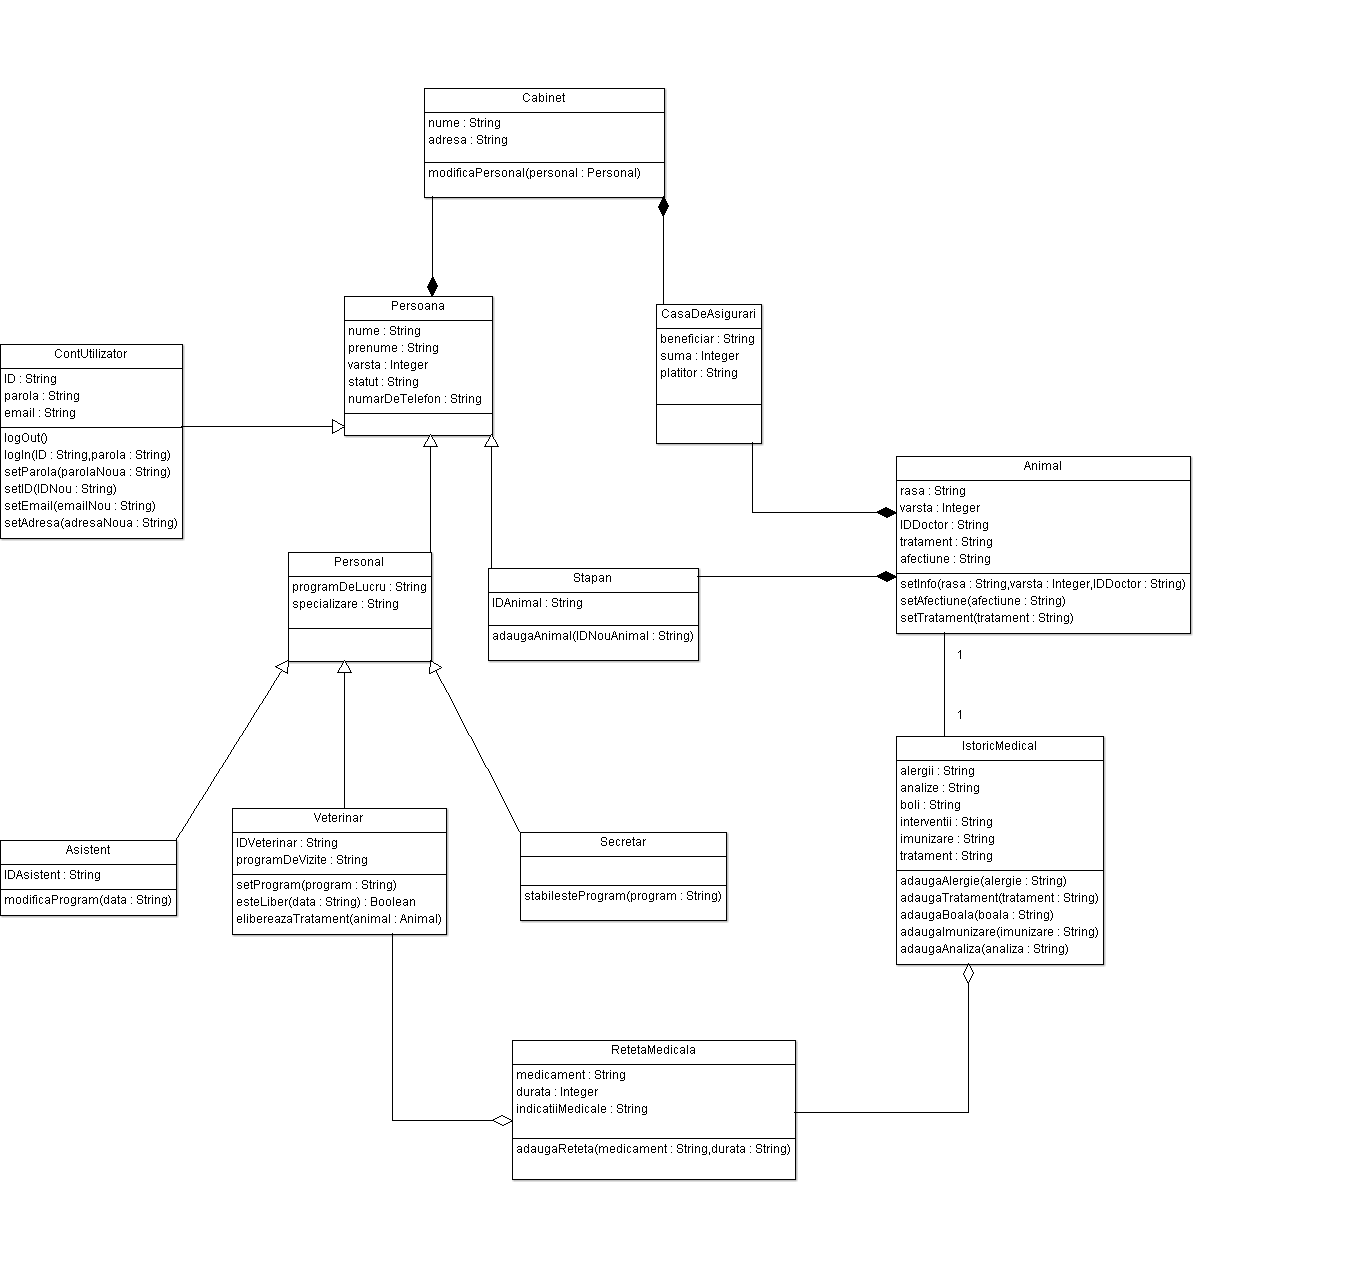 Cabinet
nume : String
adresa : String
modificaPersonal(personal : Personal)
Persoana
nume : String
prenume : String
varsta : Integer
statut : String
numarDeTelefon : String
CasaDeAsigurari
beneficiar : String
suma : Integer
platitor : String
ContUtilizator
ID : String
parola : String
email : String
logOut()
logIn(ID : String,parola : String)
setParola(parolaNoua : String)
setID(IDNou : String)
setEmail(emailNou : String)
setAdresa(adresaNoua : String)
Animal
rasa : String
varsta : Integer
IDDoctor : String
tratament : String
afectiune : String
setInfo(rasa : String,varsta : Integer,IDDoctor : String)
setAfectiune(afectiune : String)
setTratament(tratament : String)
Personal
programDeLucru : String
specializare : String
Stapan
IDAnimal : String
adaugaAnimal(IDNouAnimal : String)
1
1
IstoricMedical
alergii : String
analize : String
boli : String
interventii : String
imunizare : String
tratament : String
adaugaAlergie(alergie : String)
adaugaTratament(tratament : String)
adaugaBoala(boala : String)
adaugaImunizare(imunizare : String)
adaugaAnaliza(analiza : String)
Asistent
IDAsistent : String
modificaProgram(data : String)
Veterinar
IDVeterinar : String
programDeVizite : String
setProgram(program : String)
esteLiber(data : String) : Boolean
elibereazaTratament(animal : Animal)
Secretar
stabilesteProgram(program : String)
RetetaMedicala
medicament : String
durata : Integer
indicatiiMedicale : String
adaugaReteta(medicament : String,durata : String)